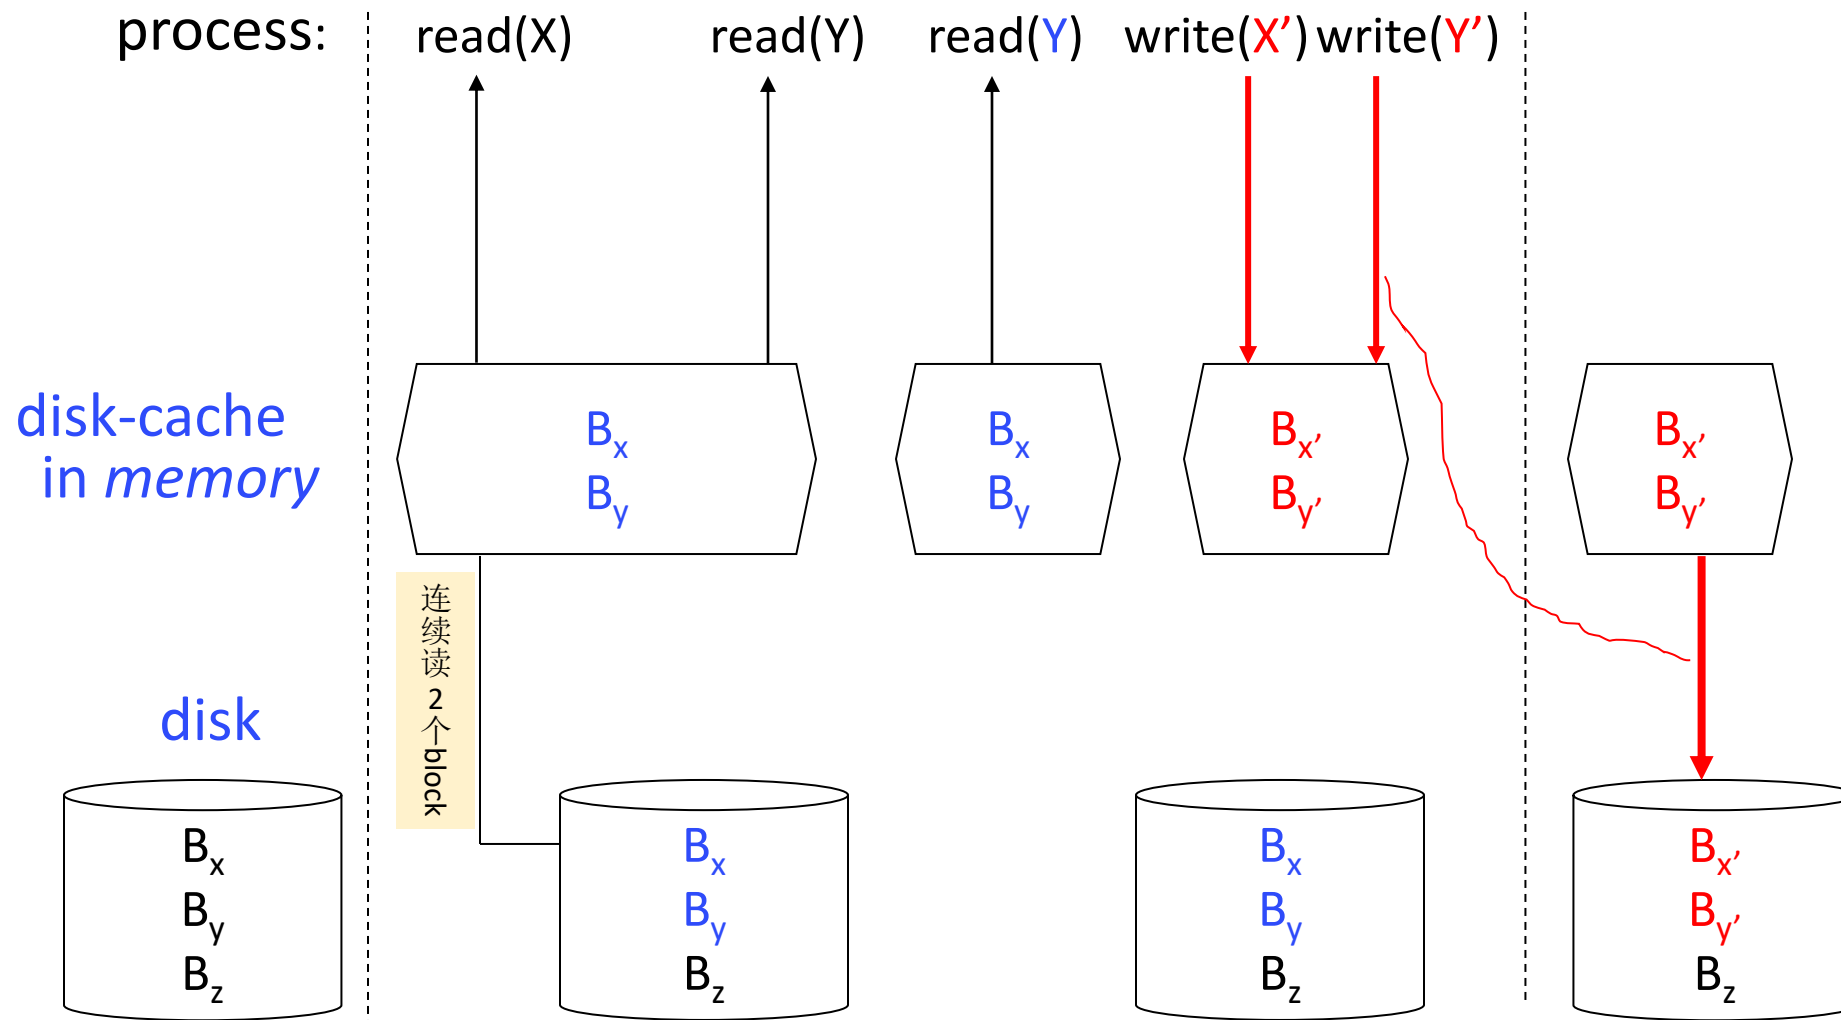 process:
read(X)
read(Y)
read(Y)
write(X’)
write(Y’)
disk-cache
in memory
Bx
By
Bx
By
Bx’
By’
Bx’
By’
连续读2个block
disk
Bx
By
Bz
Bx
By
Bz
Bx
By
Bz
Bx’
By’
Bz